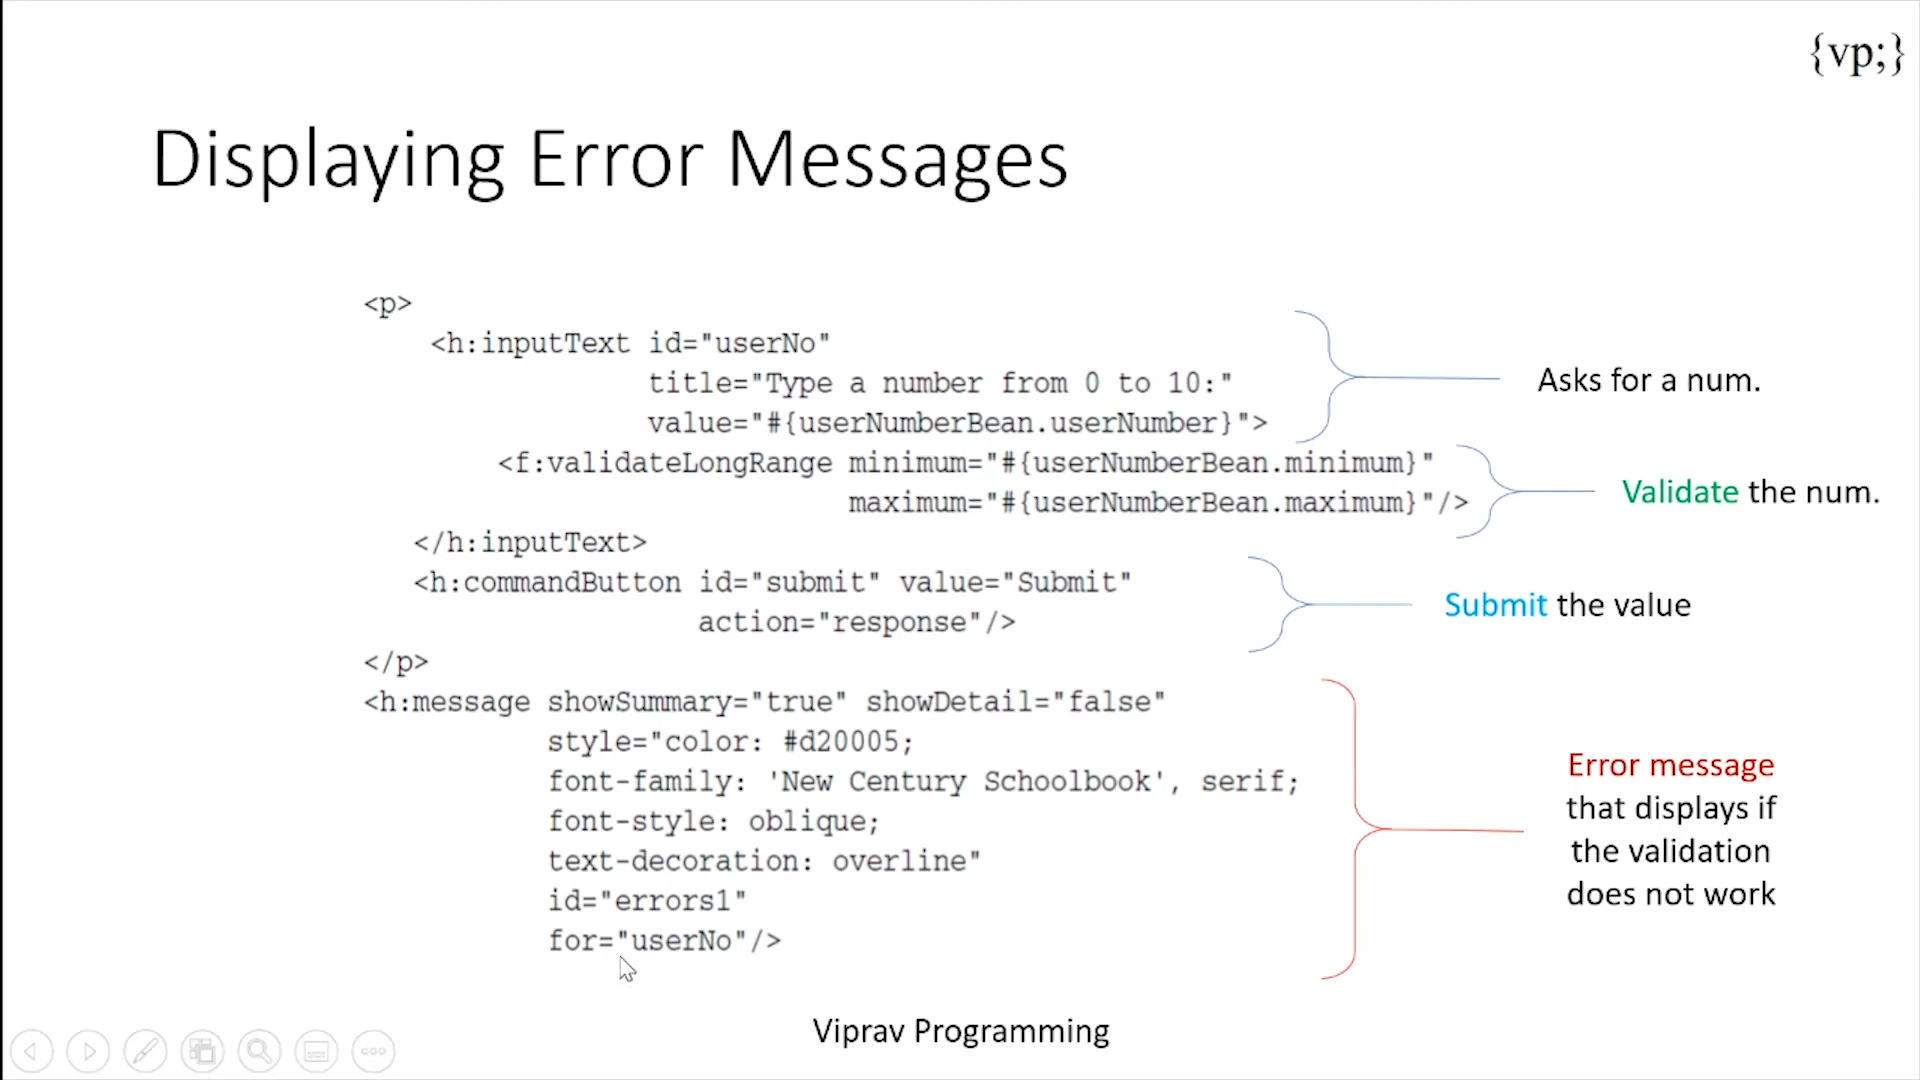 {vp;}
Displaying Error Messages
<p>
<h:inputText id="userNo"
title="Type a number from 0 to 10:"
value="#{userNumberBean.userNumber}">
Asks for a num.
<f:validateLongRange minimum="#{userNumberBean.minimum}"
maximum="#{userNumberBean.maximum}"/>
Validate the num.
</h:inputText>
<h:commandButton id="submit" value="Submit"
action="response"/>
Submit the value
</p>
<h:message showSummary="true" showDetail="false"
style="color: #d20005;
font-family: 'New Century Schoolbook', serif;
font-style: oblique;
text-decoration: overline"
id="errors1"
for="userNo"/>
Error message
that displays if
the validation
does not work
Viprav Programming